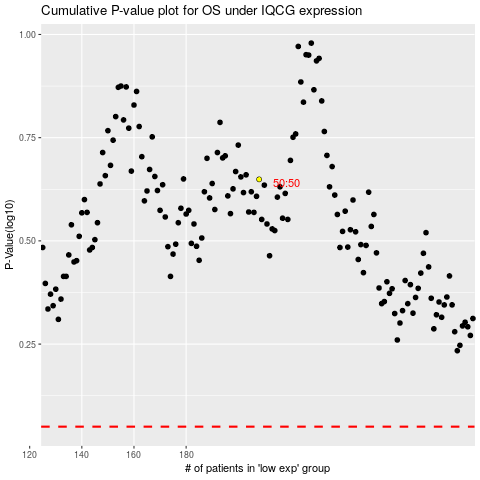 Cumulative P-value plot for OS under IQCG expression
1.00
0.75
0.50
0.25
P-Value(log10)
50:50
120 140 160 180
# of patients in 'low exp' group